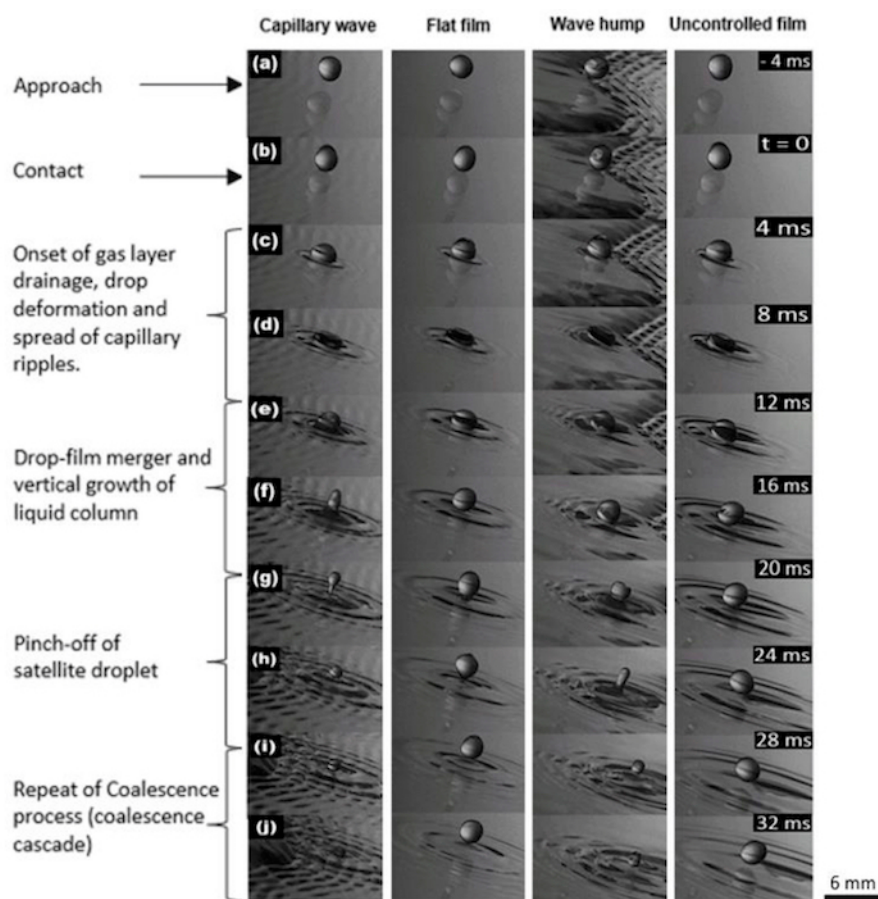 Capillary wave Flat film Wave hump Uncontrolled film
(a) - 4 ms
Approach
(b) t = 0
Contact
(c) 4 ms
Onset of gas layer
drainage, drop
deformation and
spread of capillary
ripples.
(d) 8 ms
(e) 12 ms
Drop-film merger and
vertical growth of
liquid column
(f) 16 ms
(g) 20 ms
Pinch-off of
satellite droplet
(h) 24 ms
(i) 28 ms
Repeat of Coalescence
process (coalescence
cascade)
(j) 32 ms
6 mm